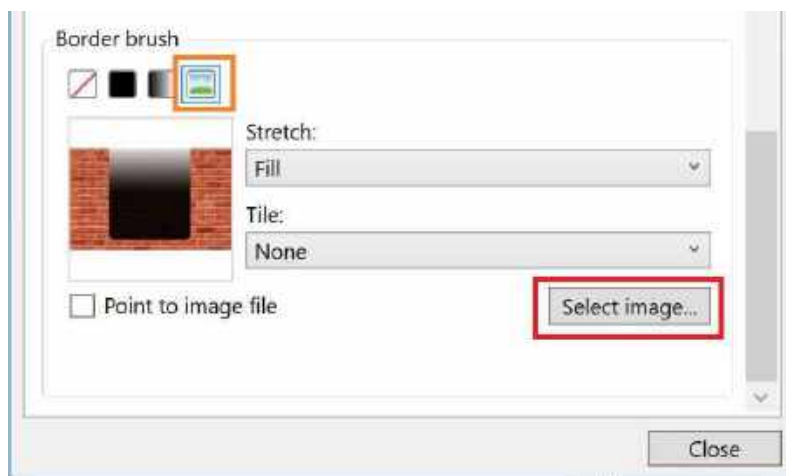 Border brush
Stretch:
Fill
Tile:
None
Point to image file
Select image...
Close